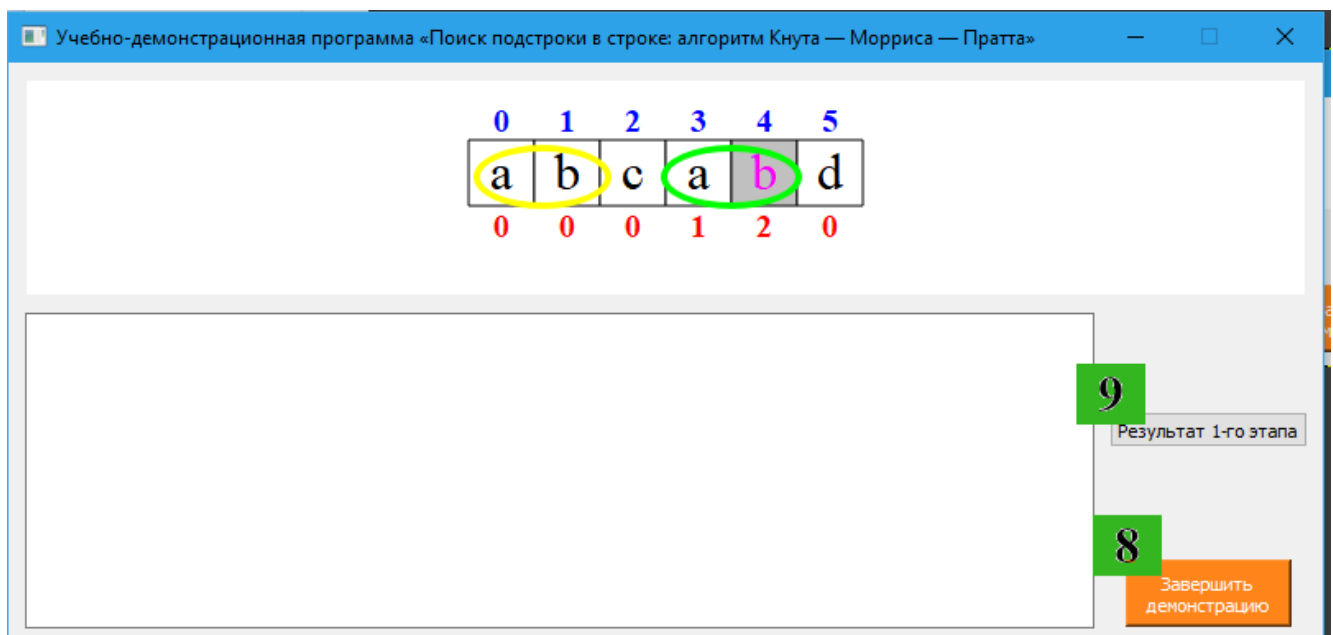 Учебно-демонстрационная программа «Поиск подстроки в строке: алгоритм Кнута — Морриса — Пратта»
0 1 2 3 4 5
a b c a b d
0 0 0 1 2 0
9
Результат 1-го этапа
8
Завершить
демонстрацию